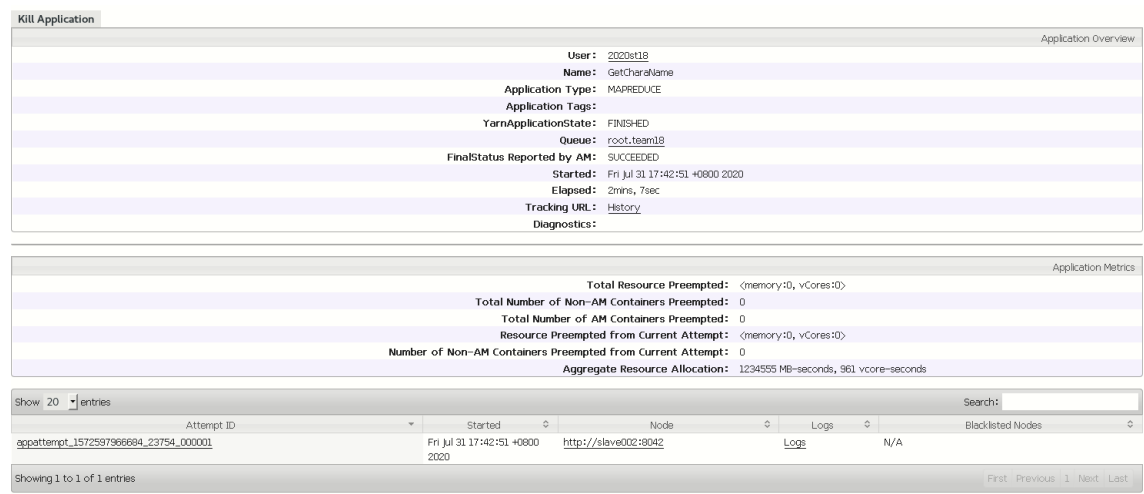 Kill Application
Application Overview
User: 2020st18
Name: GetCharaName
Application Type: MAPREDUCE
Application Tags:
YarnApplicationState: FINISHED
Queue: root.team18
FinalStatus Reported by AM: SUCCEEDED
Started: Fri Jul 31 17:42:51 +0800 2020
Elapsed: 2mins, 7sec
Tracking URL: History
Diagnostics:
Application Metrics
Total Resource Preempted: <memory:0, vCores:0>
Total Number of Non-AM Containers Preempted: 0
Total Number of AM Containers Preempted: 0
Resource Preempted from Current Attempt: <memory:0, vCores:0>
Number of Non-AM Containers Preempted from Current Attempt: 0
Aggregate Resource Allocation: 1234555 MB-seconds, 961 vcore-seconds
Show 20 entries Search:
Attempt ID Started Node Logs Blacklisted Nodes
appattempt_1572597966684_23754_000001 Fri Jul 31 17:42:51 +0800 http://slave002:8042 Logs N/A
2020
Showing 1 to 1 of 1 entries First Previous 1 Next Last